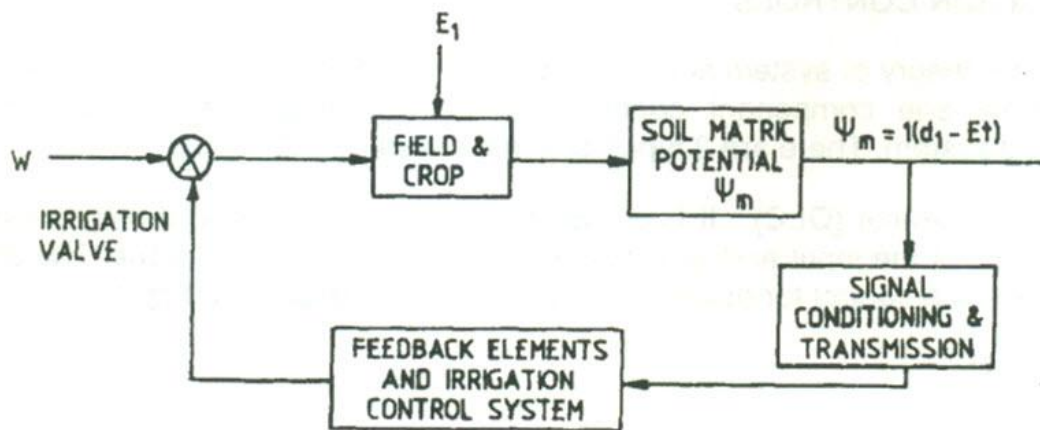 E₁
W
IRRIGATION
VALVE
FIELD &
CROP
SOIL MATRIC
POTENTIAL
Ψm
Ψm = 1(d₁ - Et)
SIGNAL
CONDITIONING &
TRANSMISSION
FEEDBACK ELEMENTS
AND IRRIGATION
CONTROL SYSTEM